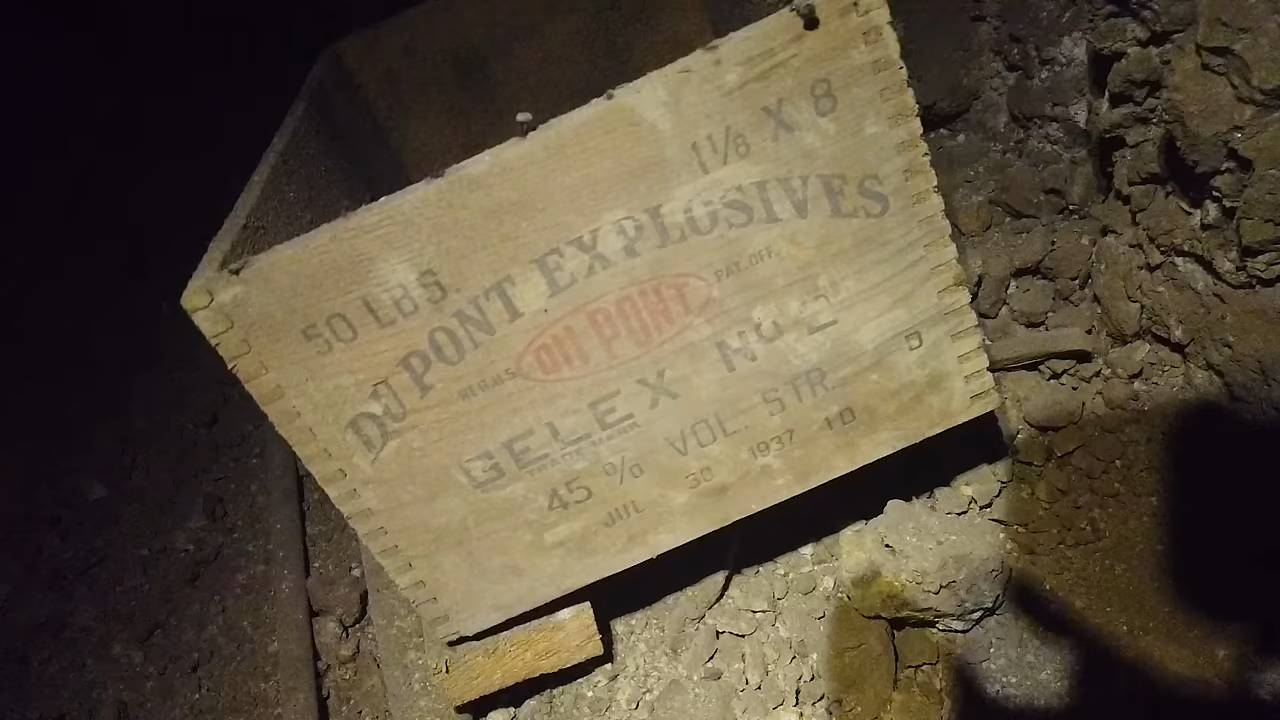 1 1/8 X 8
50 LBS.
DU PONT EXPLOSIVES
REG.U.S. DU PONT PAT.OFF.
GELEX No 2
TRADE MARK
45 % VOL. STR.
D
JUL 30 1937 1D